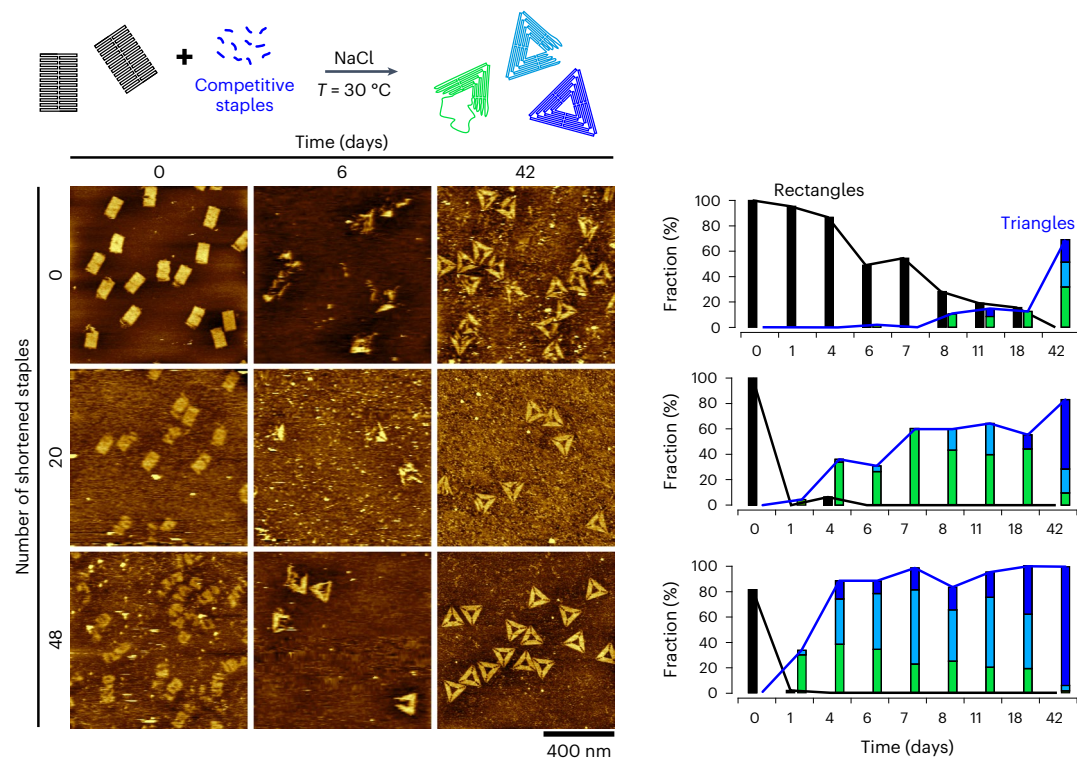 +
Competitive
staples
NaCl
T = 30 °C
Time (days)
0 6 42
Number of shortened staples
0
20
48
400 nm
Rectangles
Triangles
Fraction (%)
100
80
60
40
20
0
0 1 4 6 7 8 11 18 42
Fraction (%)
100
80
60
40
20
0
0 1 4 6 7 8 11 18 42
Fraction (%)
100
80
60
40
20
0
0 1 4 6 7 8 11 18 42
Time (days)